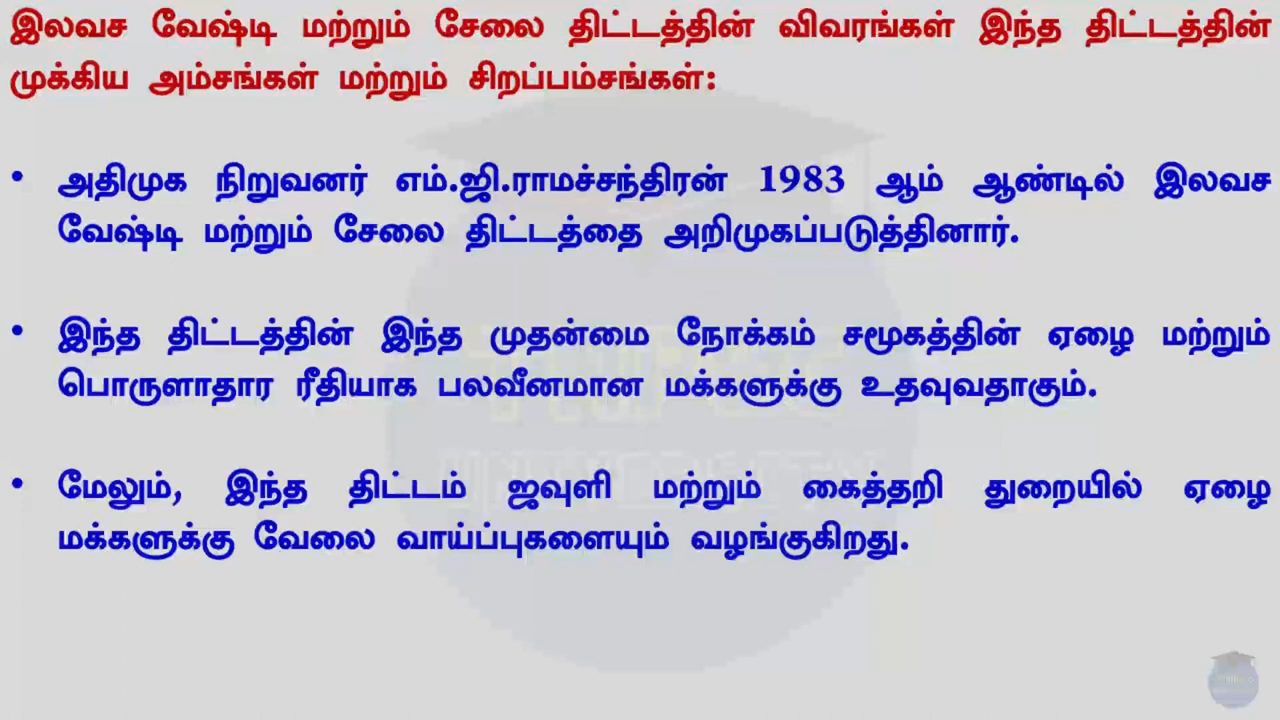 இலவச வேஷ்டி மற்றும் சேலை திட்டத்தின் விவரங்கள் இந்த திட்டத்தின்
முக்கிய அம்சங்கள் மற்றும் சிறப்பம்சங்கள்:
• அதிமுக நிறுவனர் எம்.ஜி.ராமச்சந்திரன் 1983 ஆம் ஆண்டில் இலவச
வேஷ்டி மற்றும் சேலை திட்டத்தை அறிமுகப்படுத்தினார்.
• இந்த திட்டத்தின் இந்த முதன்மை நோக்கம் சமூகத்தின் ஏழை மற்றும்
பொருளாதார ரீதியாக பலவீனமான மக்களுக்கு உதவுவதாகும்.
• மேலும், இந்த திட்டம் ஜவுளி மற்றும் கைத்தறி துறையில் ஏழை
மக்களுக்கு வேலை வாய்ப்புகளையும் வழங்குகிறது.